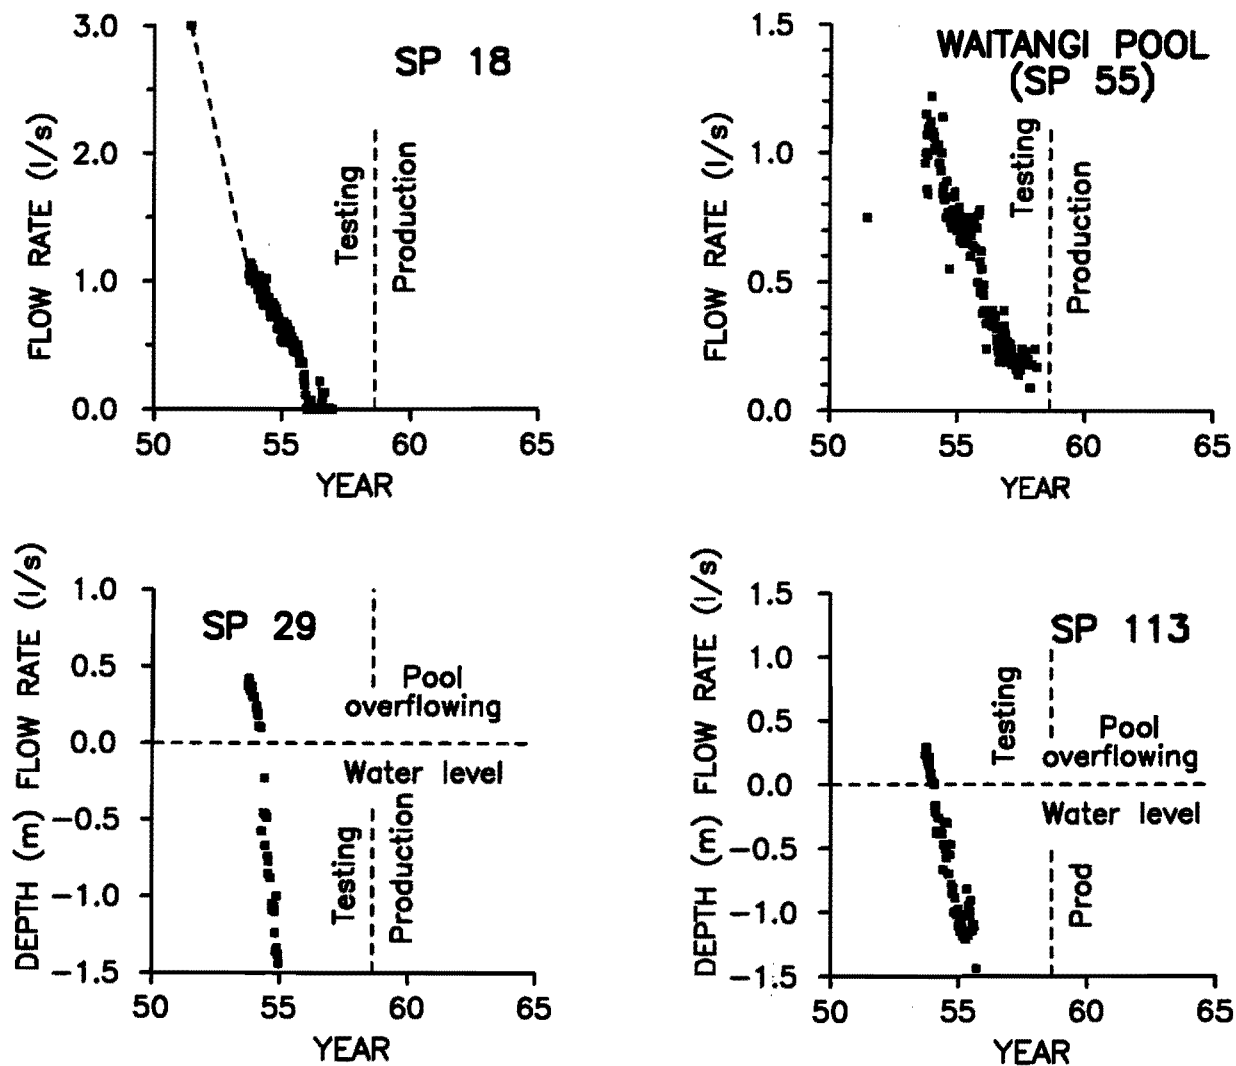 SP 18
FLOW RATE (l/s)
3.0
2.0
1.0
0.0
Testing
Production
50 55 60 65
YEAR
WAITANGI POOL
(SP 55)
FLOW RATE (l/s)
1.5
1.0
0.5
0.0
Testing
Production
50 55 60 65
YEAR
SP 29
DEPTH (m) FLOW RATE (l/s)
1.0
0.5
0.0
-0.5
-1.0
-1.5
Pool
overflowing
Water level
Testing
Production
50 55 60 65
YEAR
SP 113
DEPTH (m) FLOW RATE (l/s)
1.5
1.0
0.5
0.0
-0.5
-1.0
-1.5
Testing
Pool
overflowing
Water level
Prod
50 55 60 65
YEAR